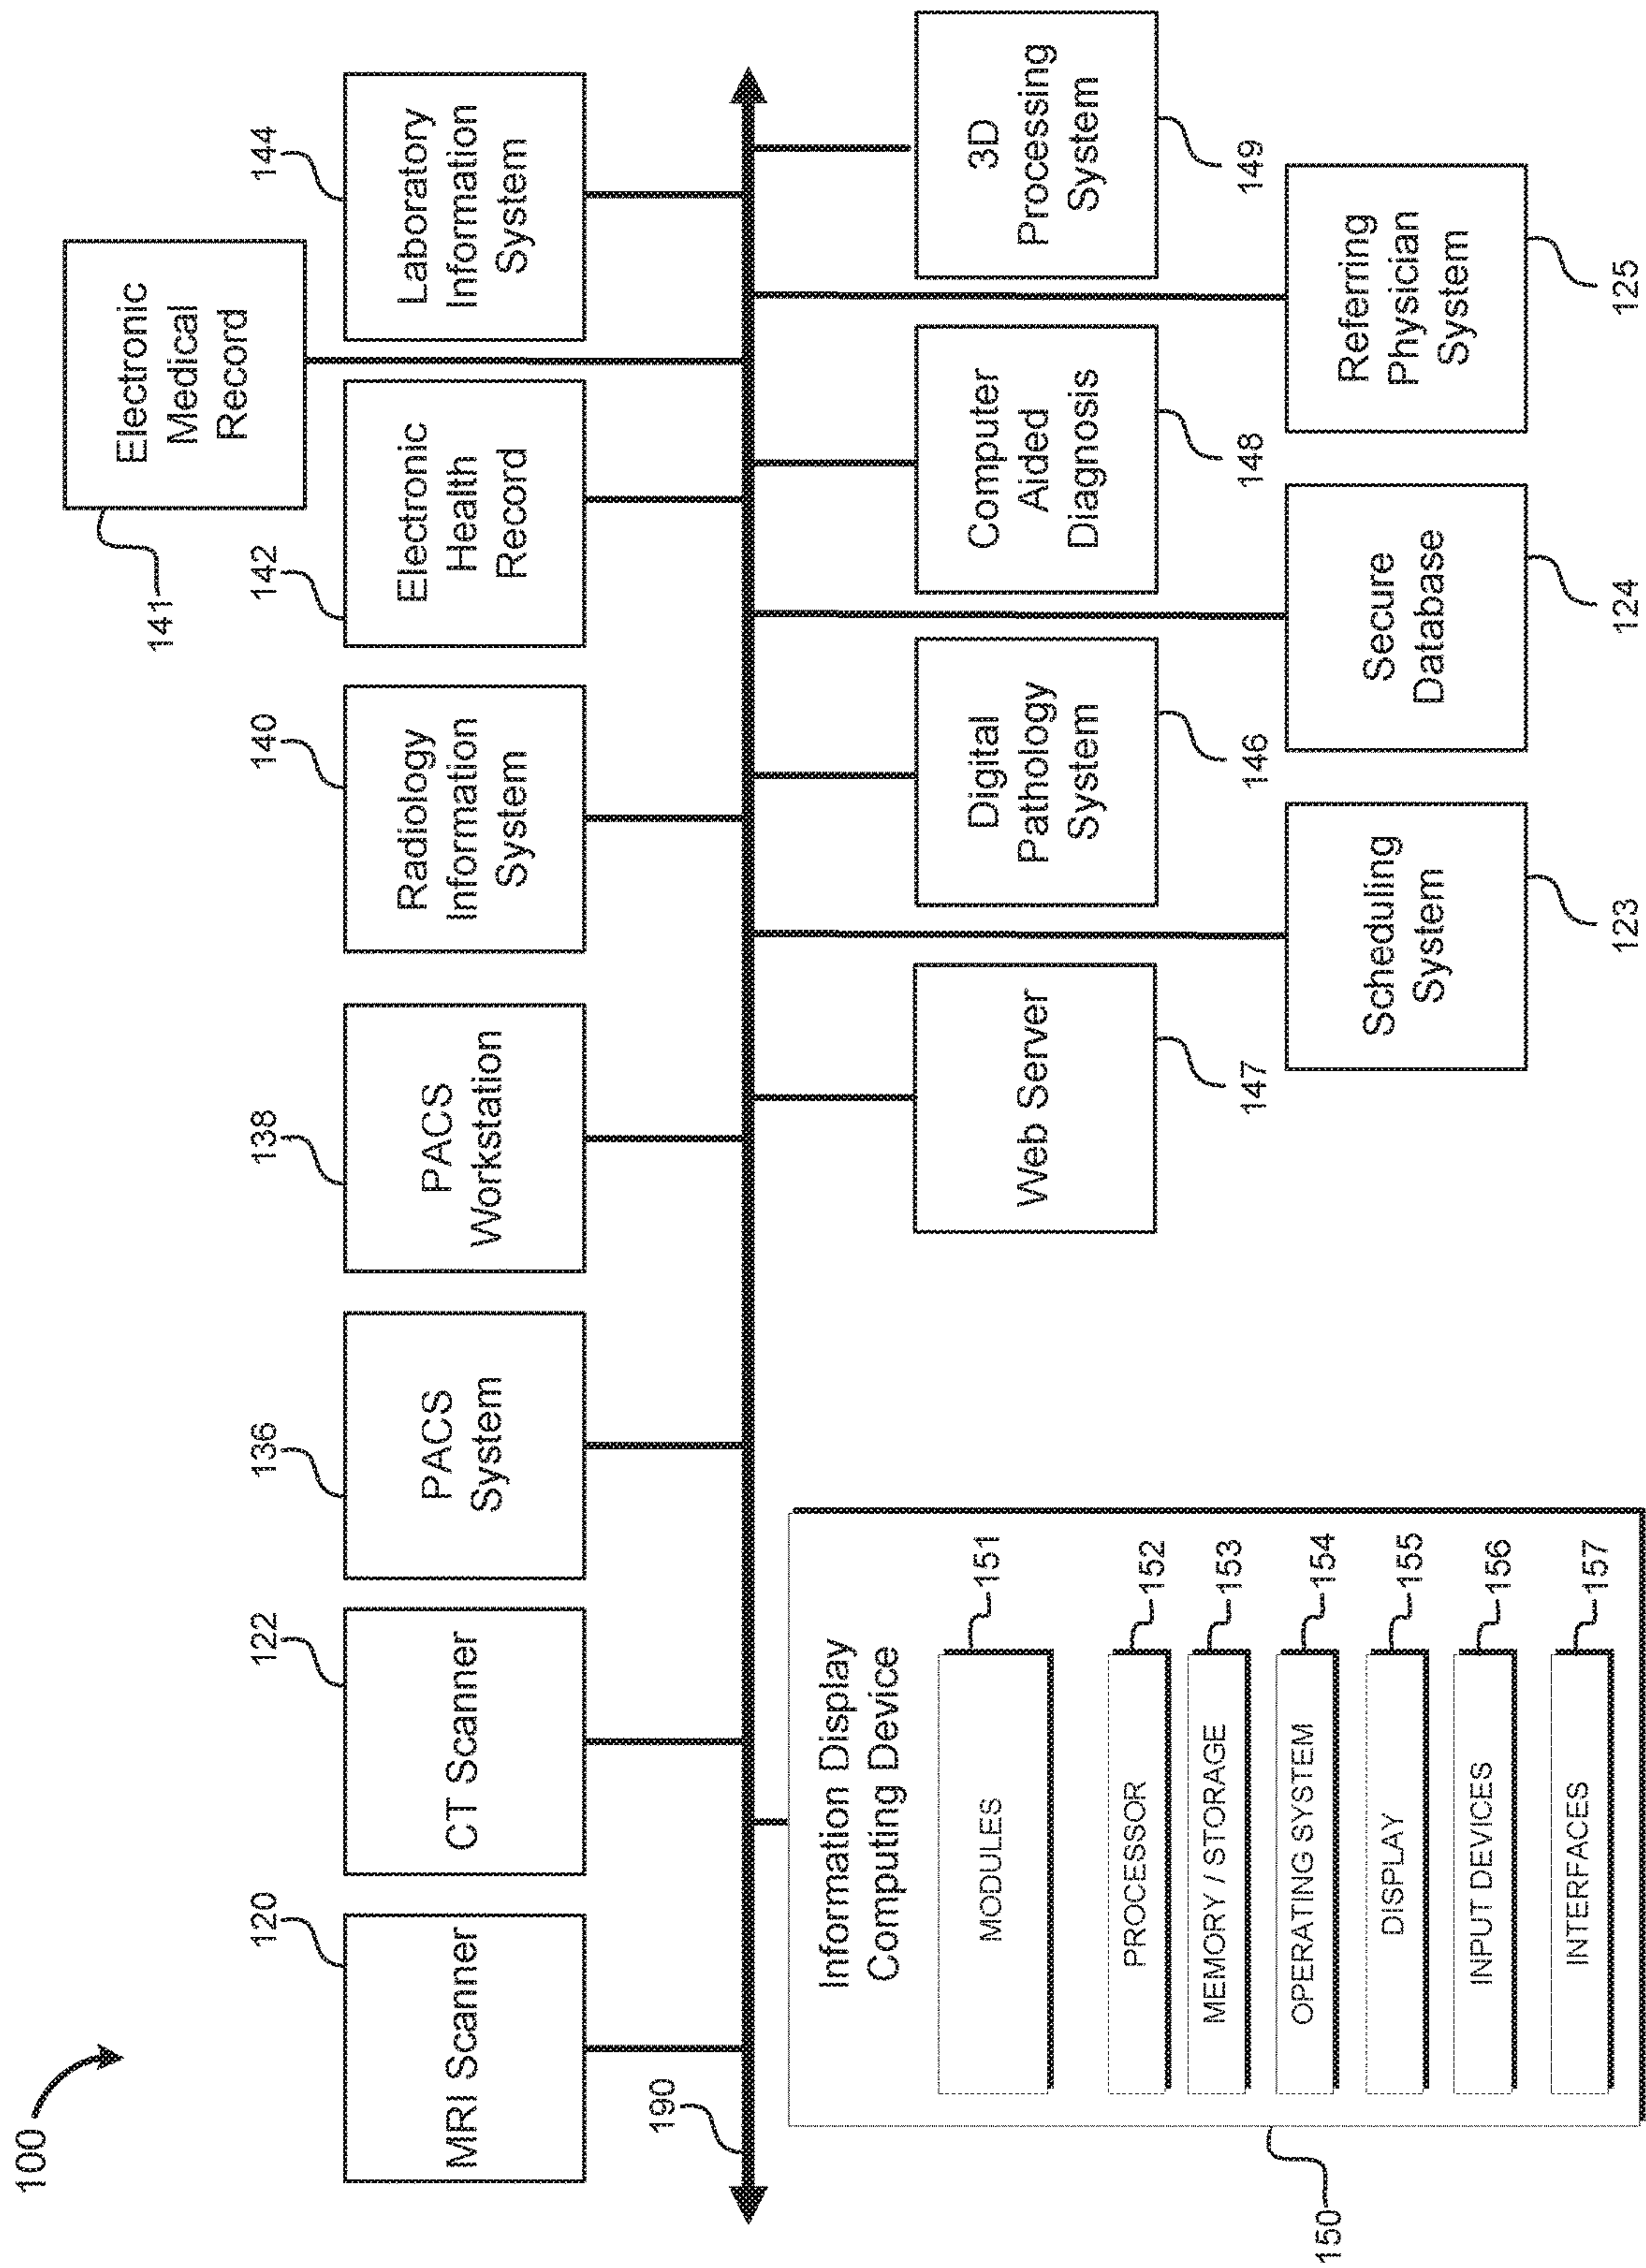 100
141
Electronic
Medical
Record
120
122
136
138
140
142
144
MRI Scanner
CT Scanner
PACS
System
PACS
Workstation
Radiology
Information
System
Electronic
Health
Record
Laboratory
Information
System
190
Information Display
Computing Device
MODULES
151
PROCESSOR
152
MEMORY / STORAGE
153
OPERATING SYSTEM
154
DISPLAY
155
INPUT DEVICES
156
INTERFACES
157
150
Web Server
147
Digital
Pathology
System
146
Computer
Aided
Diagnosis
148
3D
Processing
System
149
Scheduling
System
123
Secure
Database
124
Referring
Physician
System
125